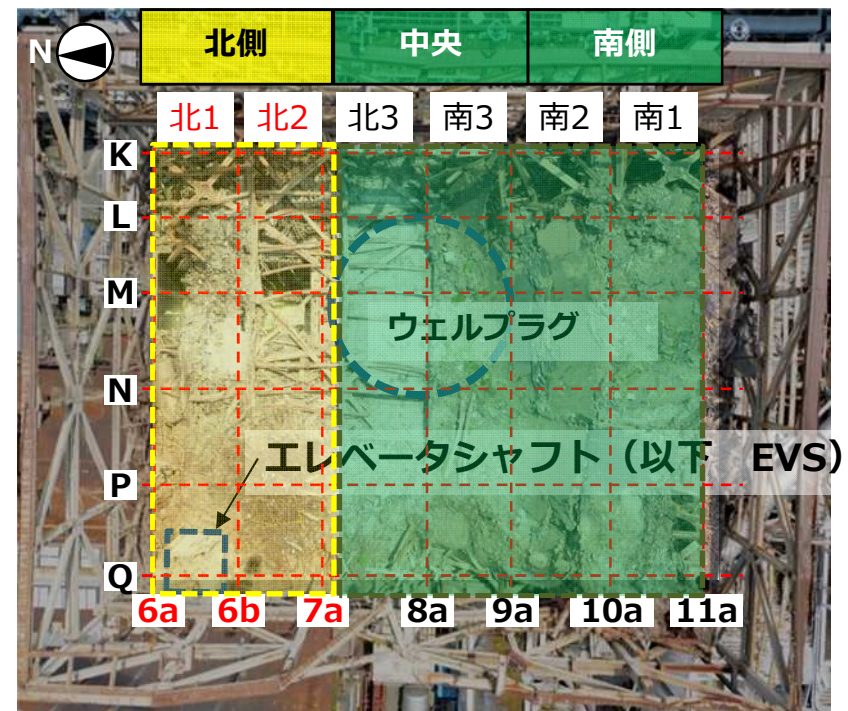 N
北側 中央 南側
北1 北2 北3 南3 南2 南1
K
L
M
ウェルプラグ
N
エレベータシャフト（以下 EVS）
P
Q
6a 6b 7a 8a 9a 10a 11a